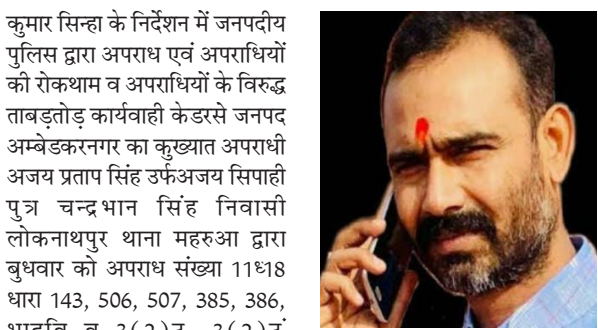 कुमार सिन्हा के निर्देशन में जनपदीय
पुलिस द्वारा अपराध एवं अपराधियों
की रोकथाम व अपराधियों के विरुद्ध
ताबड़तोड़ कार्यवाही केडरसे जनपद
अम्बेडकरनगर का कुख्यात अपराधी
अजय प्रताप सिंह उर्फअजय सिपाही
पुत्र चन्द्रभान सिंह निवासी
लोकनाथपुर थाना महरुआ द्वारा
बुधवार को अपराध संख्या 11ध18
धारा 143, 506, 507, 385, 386,